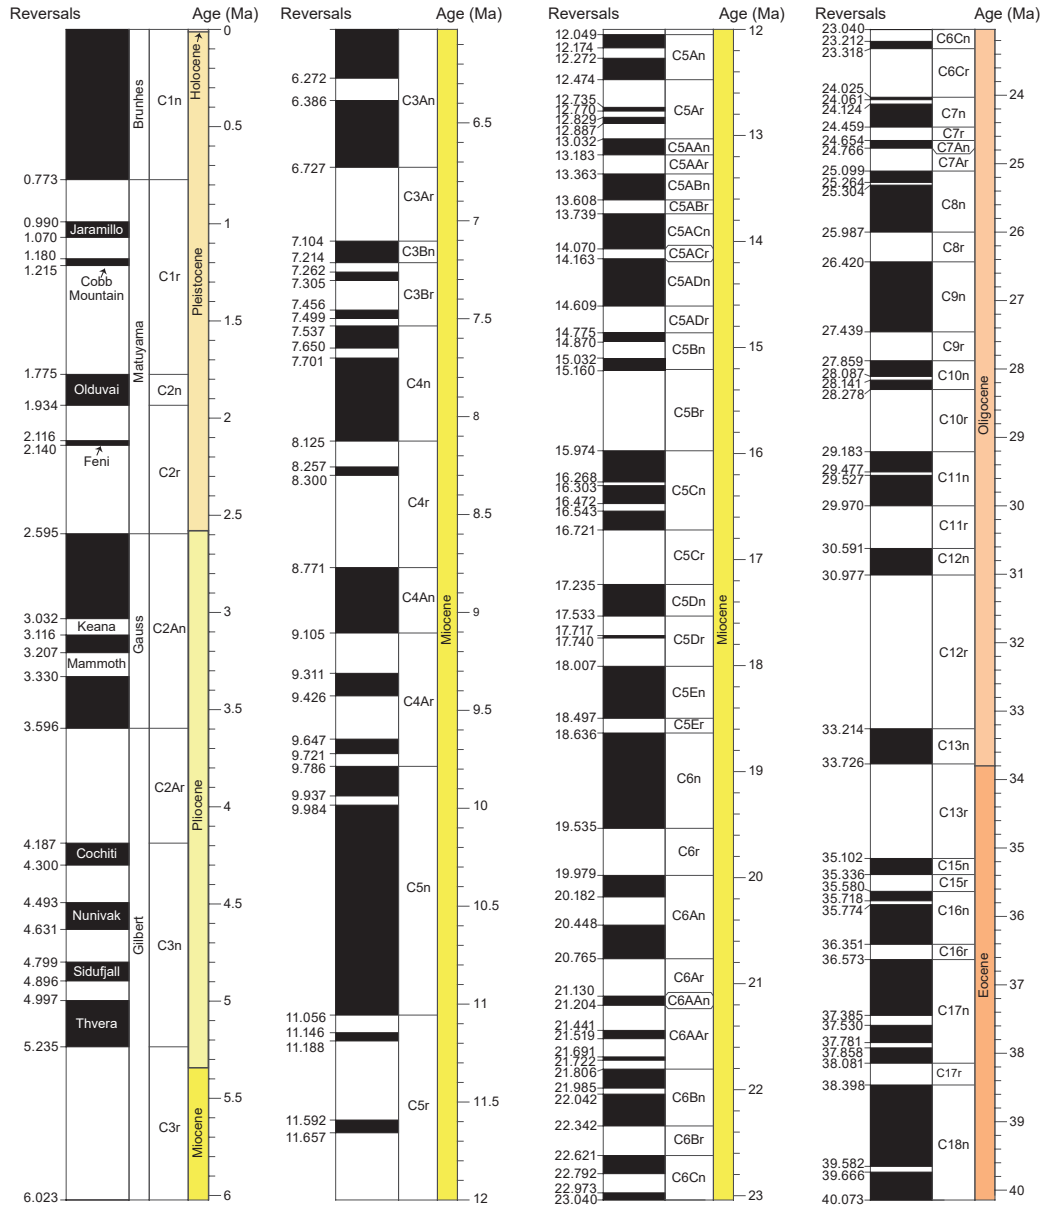 Reversals Age (Ma)
0
0.773
0.990
1.070
1.180
1.215
1.775
1.934
2.116
2.140
2.595
3.032
3.116
3.207
3.330
3.596
4.187
4.300
4.493
4.631
4.799
4.896
4.997
5.235
6.023
Jaramillo
Cobb
Mountain
Olduvai
Feni
Keana
Mammoth
Cochiti
Nunivak
Sidufjall
Thvera
Brunhes
Matuyama
Gauss
Gilbert
C1n
C1r
C2n
C2r
C2An
C2Ar
C3n
C3r
Holocene
Pleistocene
Pliocene
Miocene
0.5
1
1.5
2
2.5
3
3.5
4
4.5
5
5.5
6
Reversals Age (Ma)
6.272
6.386
6.727
7.104
7.214
7.262
7.305
7.456
7.499
7.537
7.650
7.701
8.125
8.257
8.300
8.771
9.105
9.311
9.426
9.647
9.721
9.786
9.937
9.984
11.056
11.146
11.188
11.592
11.657
C3An
C3Ar
C3Bn
C3Br
C4n
C4r
C4An
C4Ar
C5n
C5r
Miocene
6.5
7
7.5
8
8.5
9
9.5
10
10.5
11
11.5
12
Reversals Age (Ma)
12.049
12.174
12.272
12.474
12.735
12.770
12.829
12.887
13.032
13.183
13.363
13.608
13.739
14.070
14.163
14.609
14.775
14.870
15.032
15.160
15.974
16.268
16.303
16.472
16.543
16.721
17.235
17.533
17.717
17.740
18.007
18.497
18.636
19.535
19.979
20.182
20.448
20.765
21.130
21.204
21.441
21.519
21.691
21.722
21.806
21.985
22.042
22.342
22.621
22.792
22.973
23.040
C5An
C5Ar
C5AAn
C5AAr
C5ABn
C5ABr
C5ACn
C5ACr
C5ADn
C5ADr
C5Bn
C5Br
C5Cn
C5Cr
C5Dn
C5Dr
C5En
C5Er
C6n
C6r
C6An
C6Ar
C6AAn
C6AAr
C6Bn
C6Br
C6Cn
Miocene
12
13
14
15
16
17
18
19
20
21
22
23
Reversals Age (Ma)
23.040
23.212
23.318
24.025
24.061
24.124
24.459
24.654
24.766
25.099
25.264
25.304
25.987
26.420
27.439
27.859
28.087
28.141
28.278
29.183
29.477
29.527
29.970
30.591
30.977
33.214
33.726
35.102
35.336
35.580
35.718
35.774
36.351
36.573
37.385
37.530
37.781
37.858
38.081
38.398
39.582
39.666
40.073
C6Cn
C6Cr
C7n
C7r
C7An
C7Ar
C8n
C8r
C9n
C9r
C10n
C10r
C11n
C11r
C12n
C12r
C13n
C13r
C15n
C15r
C16n
C16r
C17n
C17r
C18n
Oligocene
Eocene
24
25
26
27
28
29
30
31
32
33
34
35
36
37
38
39
40